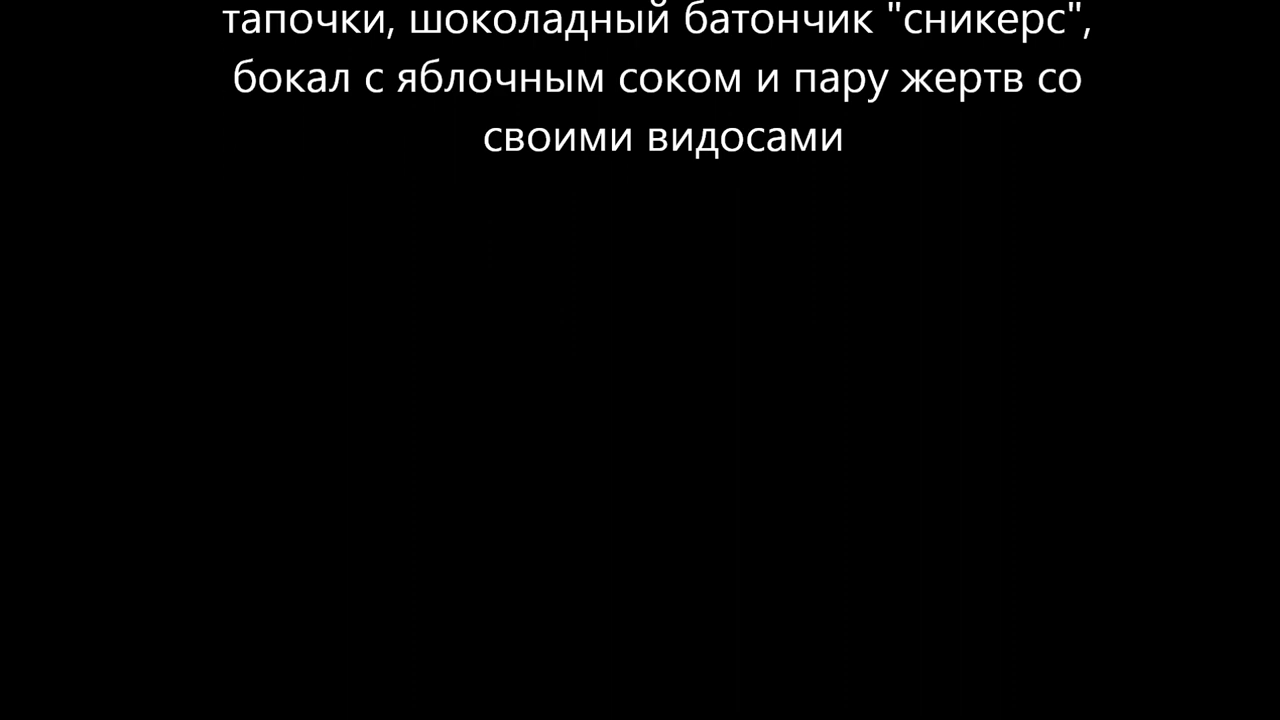 тапочки, шоколадный батончик "сникерс",
бокал с яблочным соком и пару жертв со
своими видосами